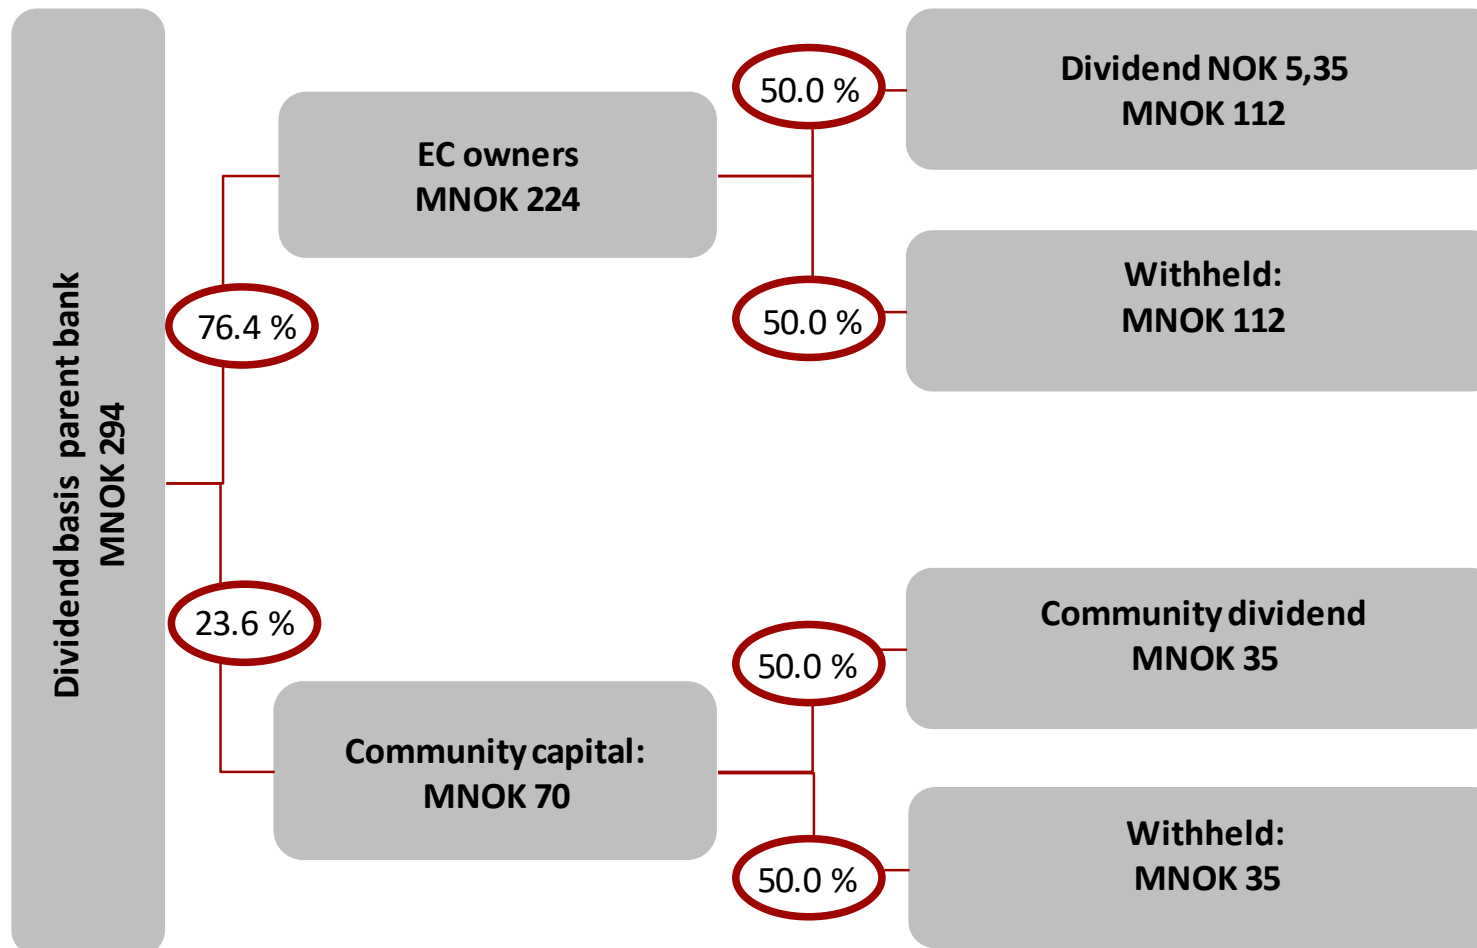 Dividend basis parent bank
MNOK 294
76.4 %
23.6 %
EC owners
MNOK 224
50.0 %
50.0 %
Dividend NOK 5,35
MNOK 112
Withheld:
MNOK 112
Community capital:
MNOK 70
50.0 %
50.0 %
Community dividend
MNOK 35
Withheld:
MNOK 35